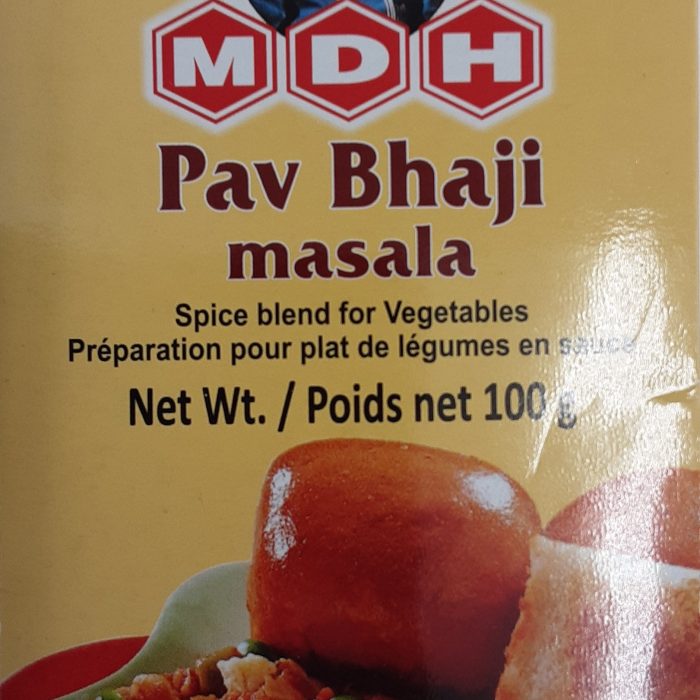 MDH
Pav Bhaji
masala
Spice blend for Vegetables
Préparation pour plat de légumes en sauce
Net Wt. / Poids net 100 g